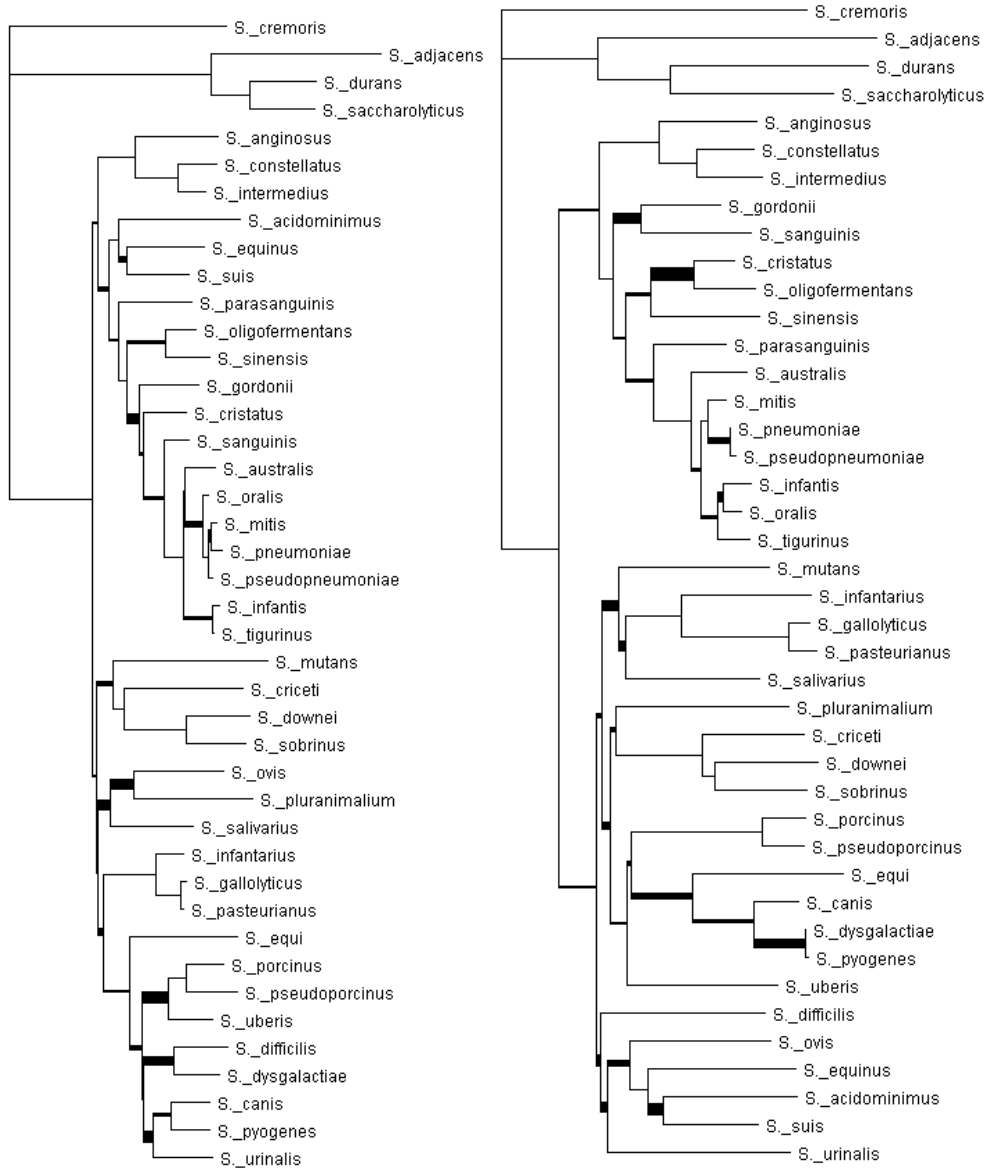 S._cremoris
S._adjacens
S._durans
S._saccharolyticus
S._anginosus
S._constellatus
S._intermedius
S._acidominimus
S._equinus
S._suis
S._parasanguinis
S._oligofermentans
S._sinensis
S._gordonii
S._cristatus
S._sanguinis
S._australis
S._oralis
S._mitis
S._pneumoniae
S._pseudopneumoniae
S._infantis
S._tigurinus
S._mutans
S._criceti
S._downei
S._sobrinus
S._ovis
S._pluranimalium
S._salivarius
S._infantarius
S._gallolyticus
S._pasteurianus
S._equi
S._porcinus
S._pseudoporcinus
S._uberis
S._difficilis
S._dysgalactiae
S._canis
S._pyogenes
S._urinalis
S._cremoris
S._adjacens
S._durans
S._saccharolyticus
S._anginosus
S._constellatus
S._intermedius
S._gordonii
S._sanguinis
S._cristatus
S._oligofermentans
S._sinensis
S._parasanguinis
S._australis
S._mitis
S._pneumoniae
S._pseudopneumoniae
S._infantis
S._oralis
S._tigurinus
S._mutans
S._infantarius
S._gallolyticus
S._pasteurianus
S._salivarius
S._pluranimalium
S._criceti
S._downei
S._sobrinus
S._porcinus
S._pseudoporcinus
S._equi
S._canis
S._dysgalactiae
S._pyogenes
S._uberis
S._difficilis
S._ovis
S._equinus
S._acidominimus
S._suis
S._urinalis